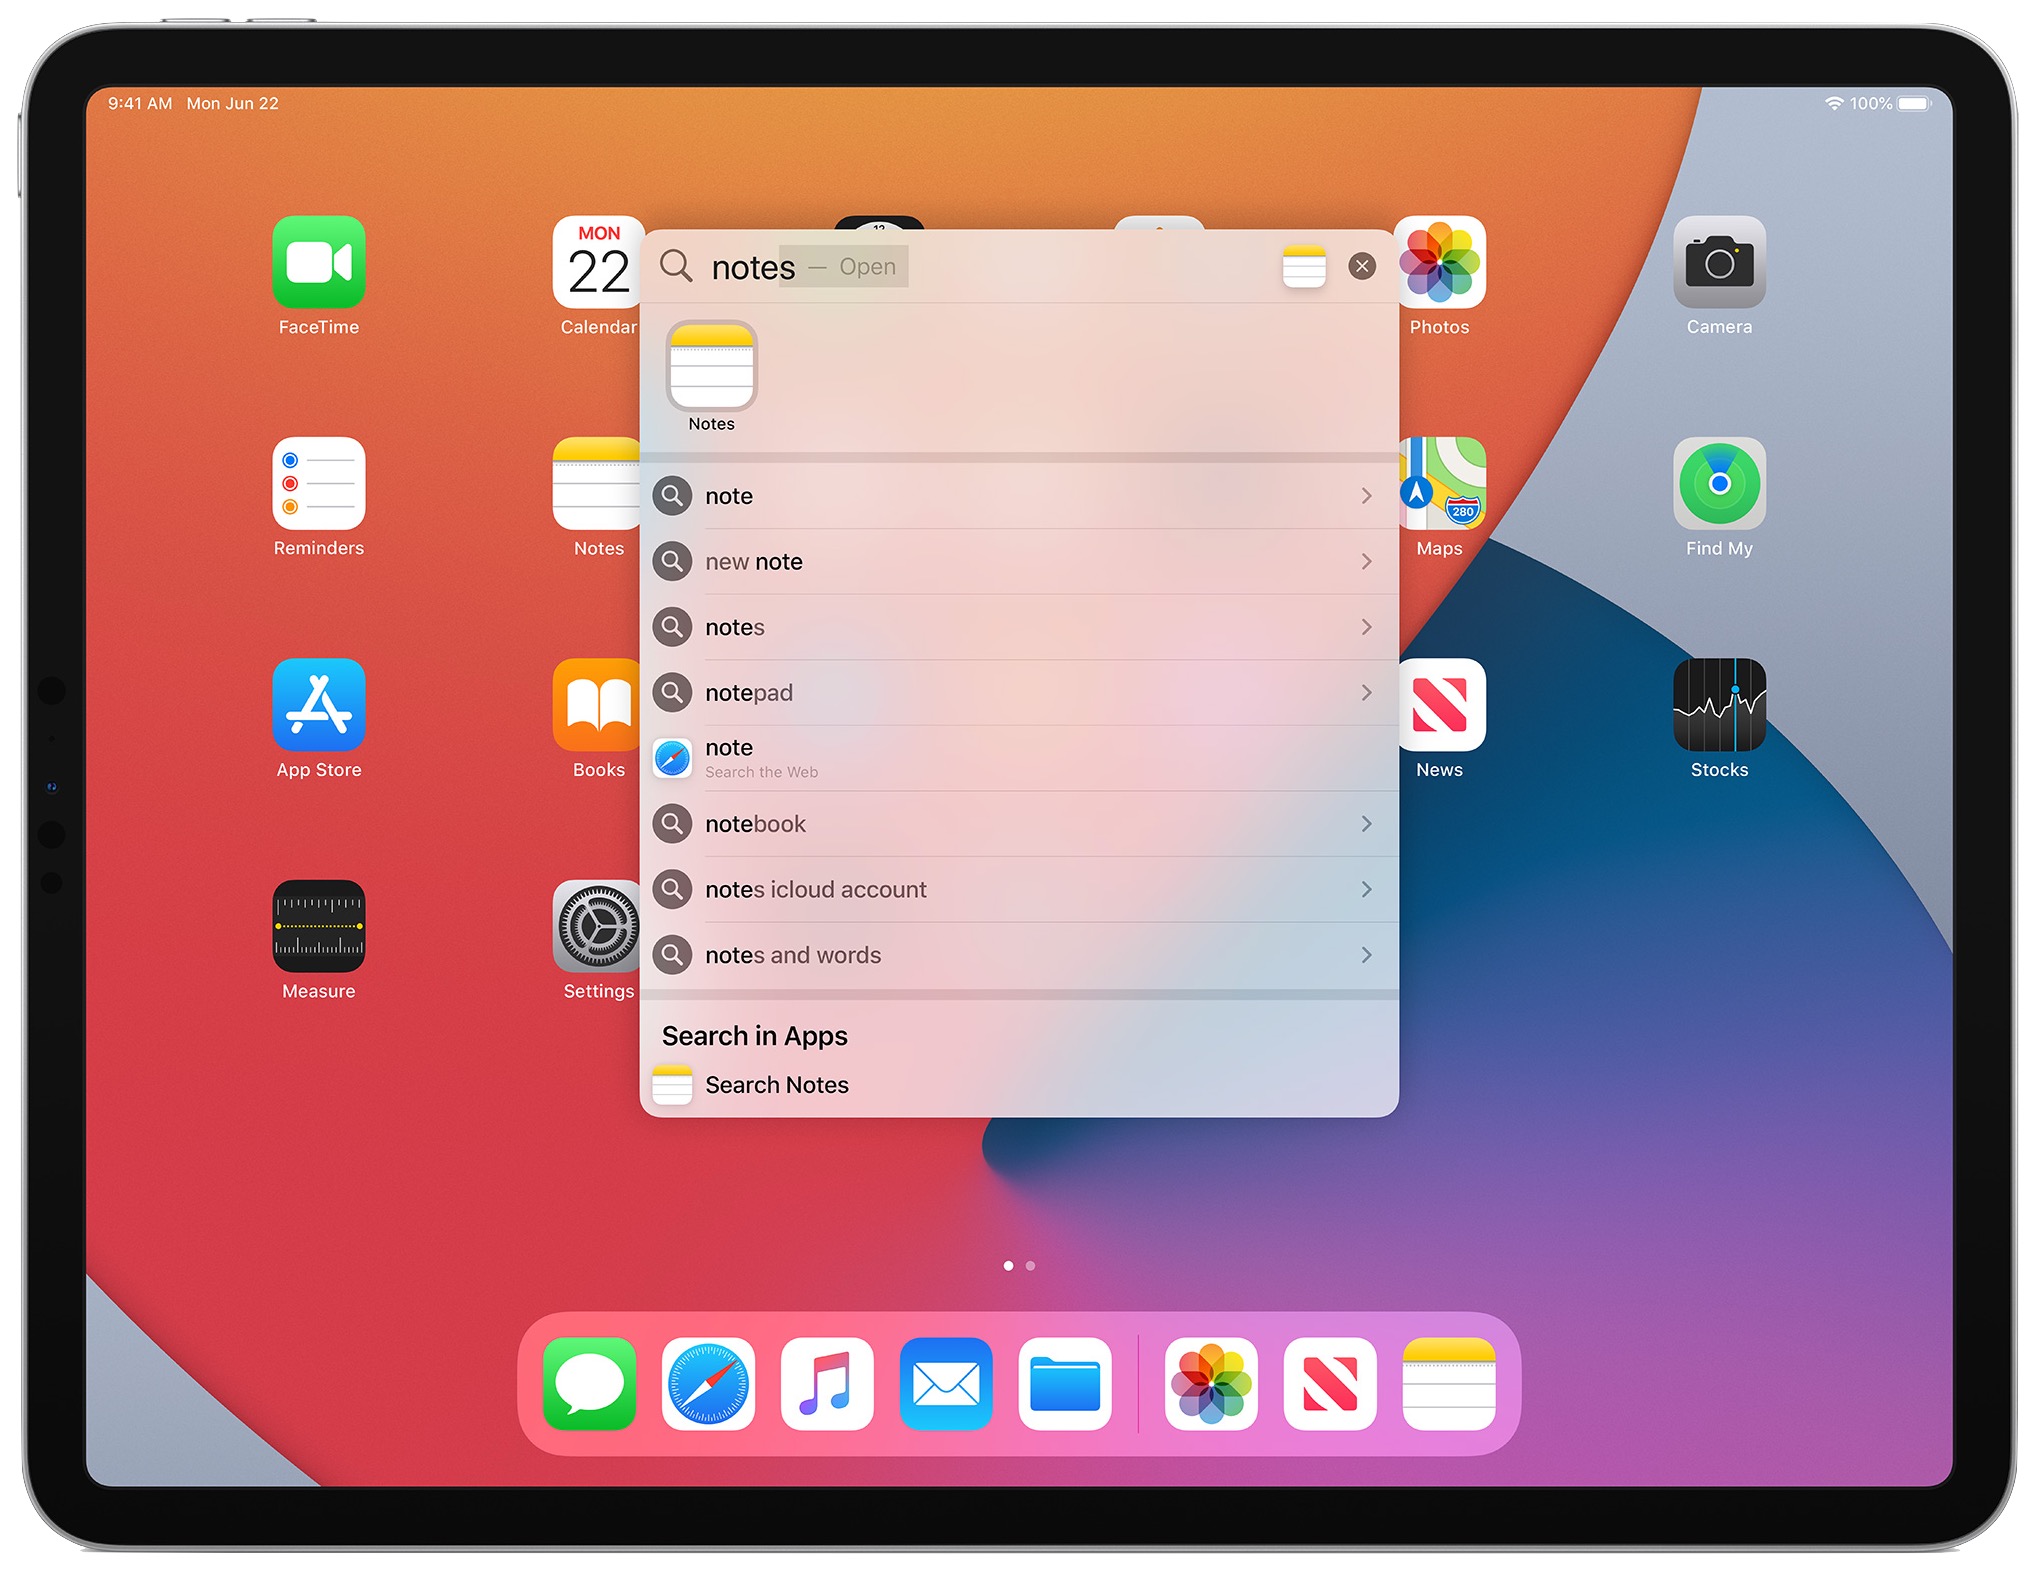 9:41 AM Mon Jun 22
100%
12
MON
22
notes — Open
FaceTime
Calendar
Photos
Camera
Notes
note
new note
notes
notepad
note
Search the Web
notebook
notes icloud account
notes and words
Search in Apps
Search Notes
280
Reminders
Notes
Maps
Find My
App Store
Books
News
Stocks
Measure
Settings